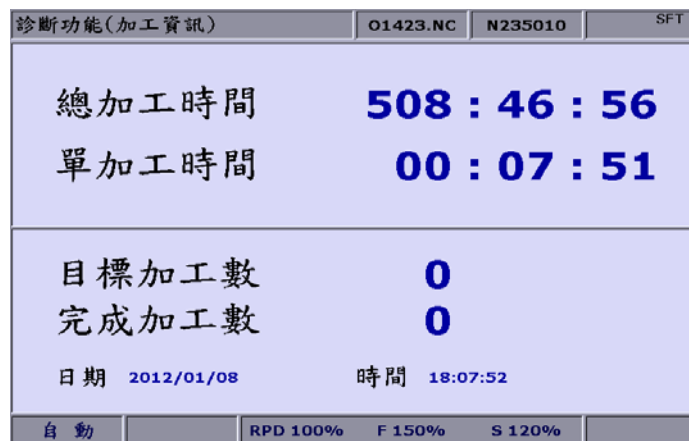 診斷功能(加工資訊) O1423.NC N235010 SFT
總加工時間 508 : 46 : 56
單加工時間 00 : 07 : 51
目標加工數 0
完成加工數 0
日期 2012/01/08 時間 18:07:52
自動 RPD 100% F 150% S 120%